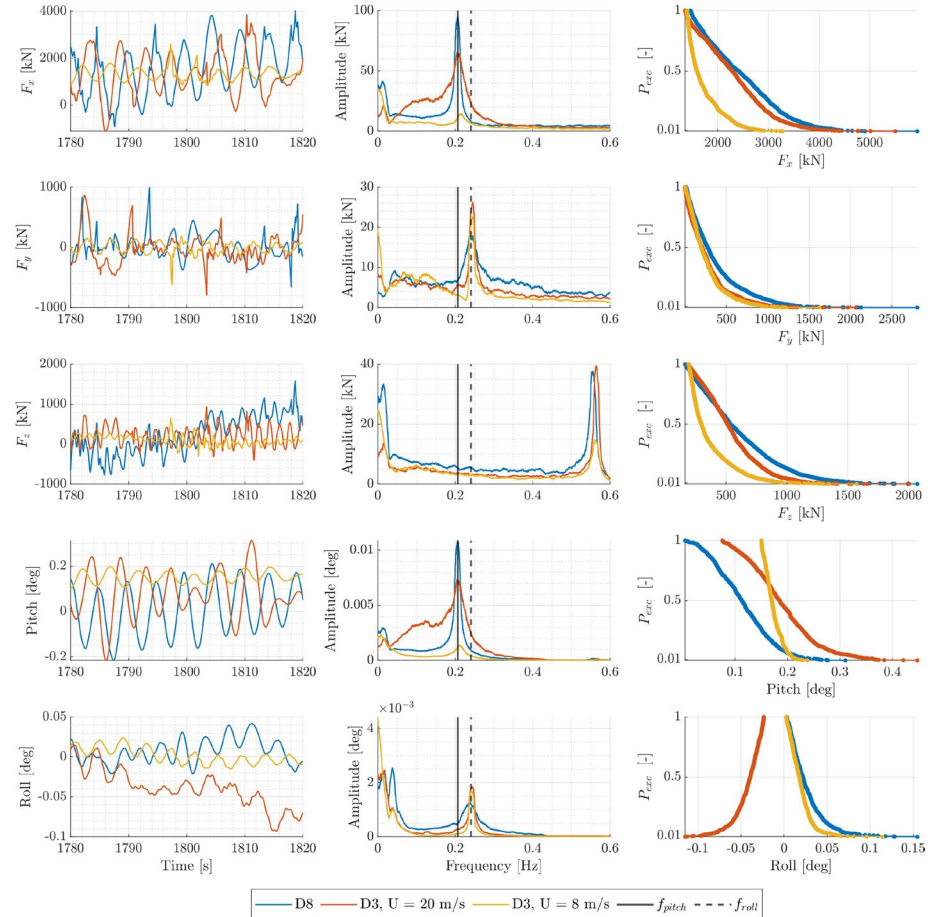 F_x [kN]
4000
2000
0
1780 1790 1800 1810 1820
Amplitude [kN]
100
50
0
0 0.2 0.4 0.6
P_exc [-]
1
0.5
0.01
2000 3000 4000 5000
F_x [kN]
F_y [kN]
1000
0
-1000
1780 1790 1800 1810 1820
Amplitude [kN]
30
20
10
0
0 0.2 0.4 0.6
P_exc [-]
1
0.5
0.01
500 1000 1500 2000 2500
F_y [kN]
F_z [kN]
2000
1000
0
-1000
1780 1790 1800 1810 1820
Amplitude [kN]
40
20
0
0 0.2 0.4 0.6
P_exc [-]
1
0.5
0.01
500 1000 1500 2000
F_z [kN]
Pitch [deg]
0.2
0
-0.2
1780 1790 1800 1810 1820
Amplitude [deg]
0.01
0.005
0
0 0.2 0.4 0.6
P_exc [-]
1
0.5
0.01
0.1 0.2 0.3 0.4
Pitch [deg]
Roll [deg]
0.05
0
-0.05
-0.1
1780 1790 1800 1810 1820
Time [s]
×10⁻³
Amplitude [deg]
4
2
0
0 0.2 0.4 0.6
Frequency [Hz]
P_exc [-]
1
0.5
0.01
-0.1 -0.05 0 0.05 0.1 0.15
Roll [deg]
D8 D3, U = 20 m/s D3, U = 8 m/s f_pitch f_roll